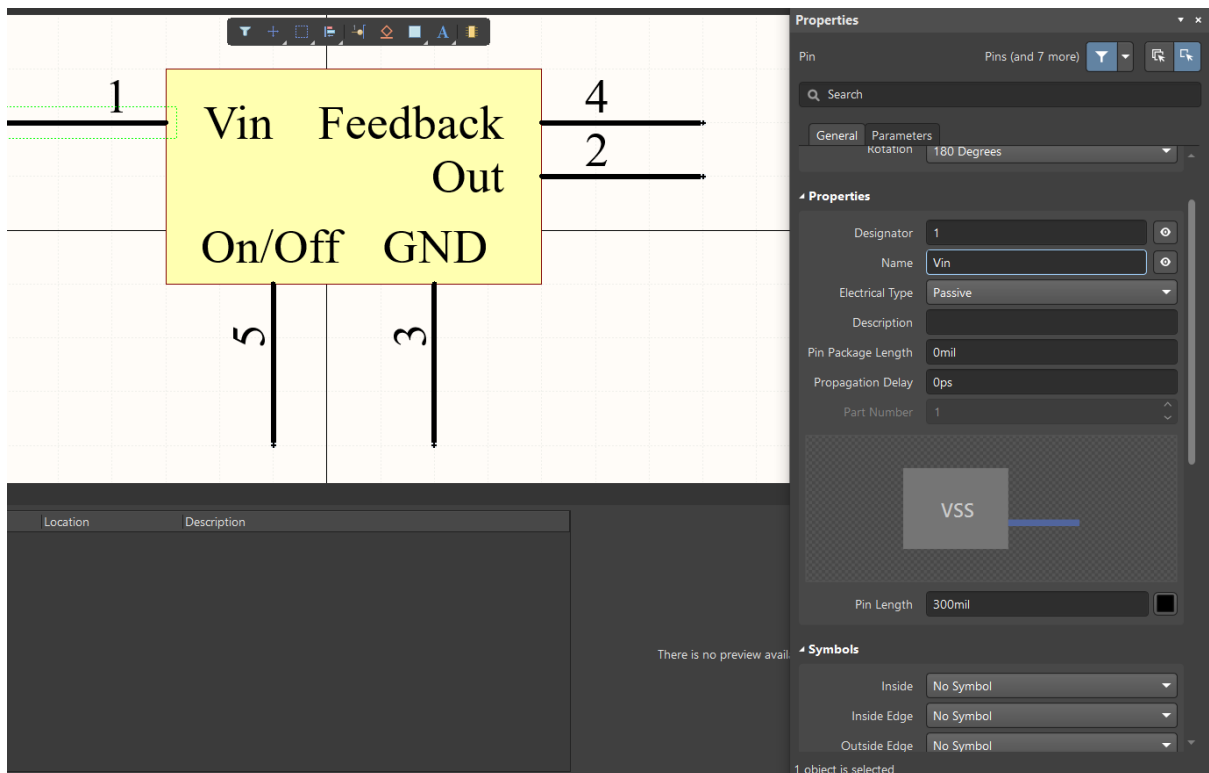 Properties
Pin
Pins (and 7 more)
Search
General Parameters
Rotation 180 Degrees
Properties
Designator 1
Name Vin
Electrical Type Passive
Description
Pin Package Length 0mil
Propagation Delay 0ps
Part Number 1
VSS
Pin Length 300mil
Symbols
Inside No Symbol
Inside Edge No Symbol
Outside Edge No Symbol
1 object is selected
A
1
Vin Feedback
4
Out
2
On/Off GND
5
3
Location Description
There is no preview avail